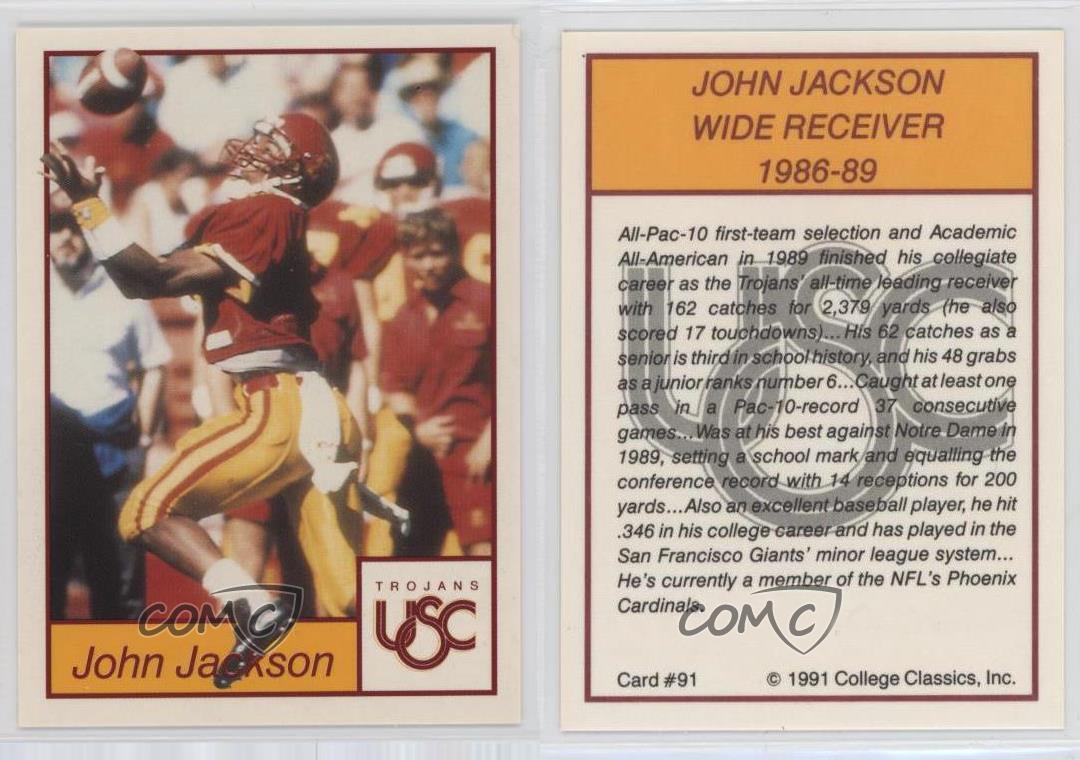 TROJANS
USC
John Jackson
COMC
JOHN JACKSON
WIDE RECEIVER
1986-89
All-Pac-10 first-team selection and Academic
All-American in 1989 finished his collegiate
career as the Trojans' all-time leading receiver
with 162 catches for 2,379 yards (he also
scored 17 touchdowns)...His 62 catches as a
senior is third in school history, and his 48 grabs
as a junior ranks number 6...Caught at least one
pass in a Pac-10-record 37 consecutive
games...Was at his best against Notre Dame in
1989, setting a school mark and equalling the
conference record with 14 receptions for 200
yards...Also an excellent baseball player, he hit
.346 in his college career and has played in the
San Francisco Giants' minor league system...
He's currently a member of the NFL's Phoenix
Cardinals.
USC
COMC
Card #91 © 1991 College Classics, Inc.